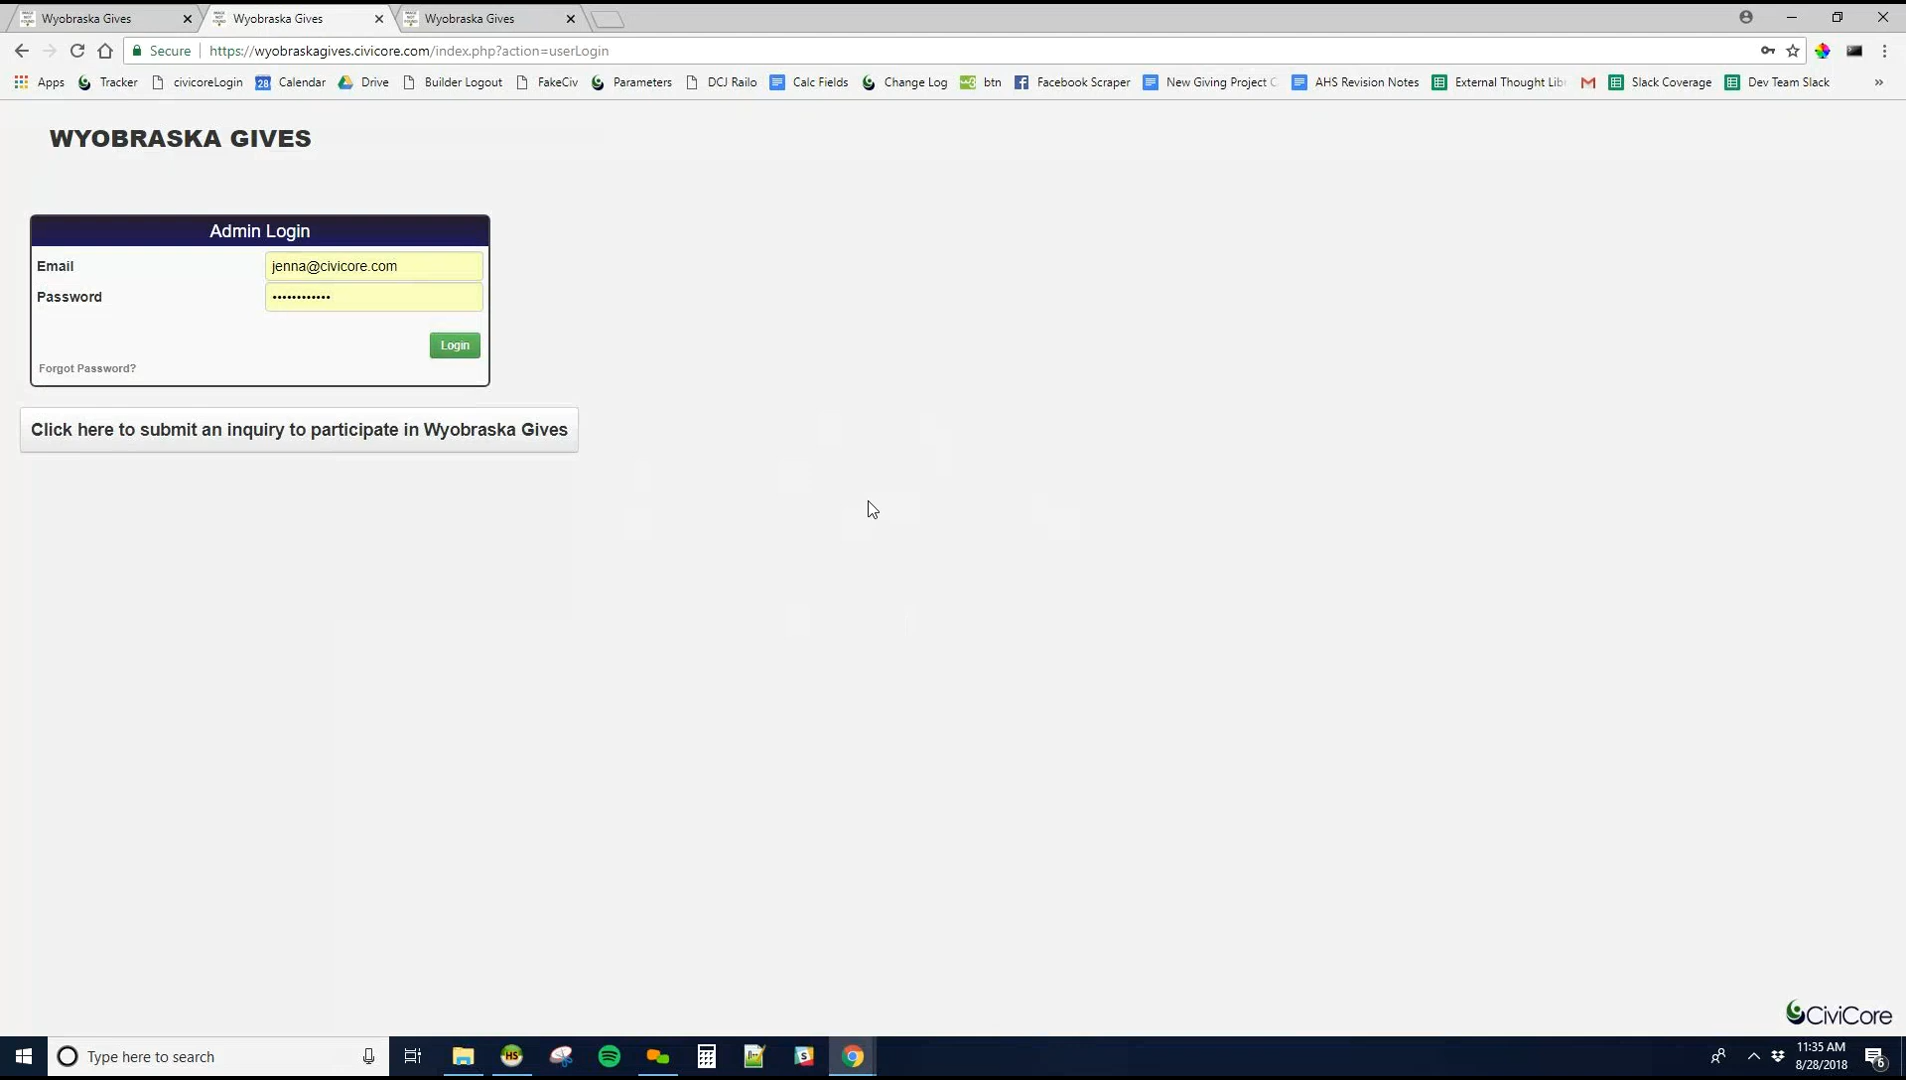 Wyobraska Gives
Wyobraska Gives
Wyobraska Gives
Secure
https://wyobraskagives.civicore.com/index.php?action=userLogin
Apps
Tracker
civicoreLogin
28
Calendar
Drive
Builder Logout
FakeCiv
Parameters
DCJ Railo
Calc Fields
Change Log
btn
Facebook Scraper
New Giving Project C
AHS Revision Notes
External Thought Lib
Slack Coverage
Dev Team Slack
»
WYOBRASKA GIVES
Admin Login
Email
jenna@civicore.com
Password
••••••••••••
Login
Forgot Password?
Click here to submit an inquiry to participate in Wyobraska Gives
CiviCore
Type here to search
HS
11:35 AM
8/28/2018
6